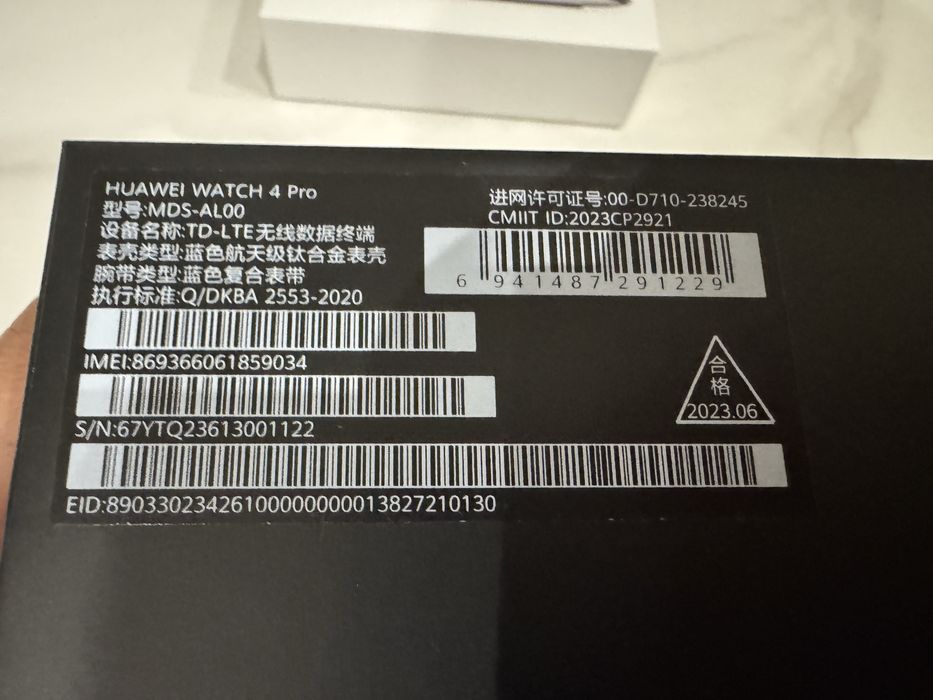 HUAWEI WATCH 4 Pro
型号:MDS-AL00
设备名称:TD-LTE无线数据终端
表壳类型:蓝色航天级钛合金表壳
腕带类型:蓝色复合表带
执行标准:Q/DKBA 2553-2020
IMEI:869366061859034
S/N:67YTQ23613001122
EID:89033023426100000000013827210130
进网许可证号:00-D710-238245
CMIIT ID:2023CP2921
6 941487 291229
合
格
2023.06